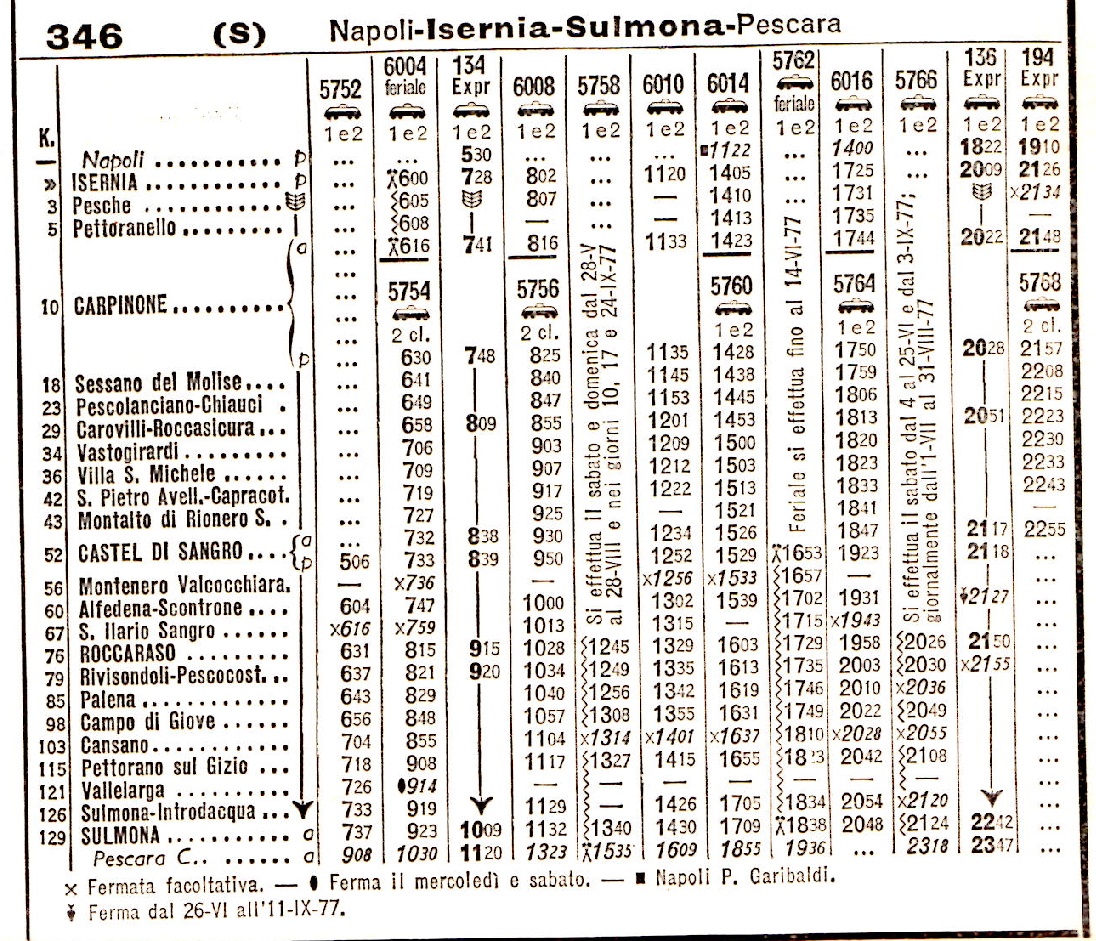 346 (S) Napoli-Isernia-Sulmona-Pescara
6004 134 5762 136 194
5752 feriale Expr 6008 5758 6010 6014 feriale 6016 5766 Expr Expr
K. 1e2 1e2 1e2 1e2 1e2 1e2 1e2 1e2 1e2 1e2 1e2 1e2
— Napoli ........... p ... ... 530 ... ... ... ■1122 ... 1400 ... 1822 1910
» ISERNIA ............ p ... ⚒600 728 802 ... 1120 1405 ... 1725 ... 2009 2126
3 Pesche ............ ... 605 807 ... — 1410 ... 1731 ×2134
5 Pettoranello ......... ... 608 | — ... — 1413 1735 | —
a ... ⚒616 741 816 1133 1423 1744 2022 2148
10 CARPINONE .......... 5754 5756 5760 5764 5768
2 cl. 2 cl. 1e2 1e2 2 cl.
p ... 630 748 825 1135 1428 1750 2028 2157
18 Sessano del Molise .... ... 641 840 1145 1438 1759 2208
23 Pescolanciano-Chiauci . ... 649 847 1153 1445 1806 2215
29 Carovilli-Roccasicura ... ... 658 809 855 1201 1453 1813 2051 2223
34 Vastogirardi ......... ... 706 903 1209 1500 1820 2230
36 Villa S. Michele ...... ... 709 907 1212 1503 1823 2233
42 S. Pietro Avell.-Capracot. ... 719 917 1222 1513 1833 2243
43 Montalto di Rionero S. . ... 727 925 — 1521 1841 —
a ... 732 838 930 1234 1526 1847 2117 2255
52 CASTEL DI SANGRO .... p 506 733 839 950 1252 1529 ⚒1653 1923 2118 ...
56 Montenero Valcocchiara. — ×736 — ×1256 ×1533 1657 — ...
60 Alfedena-Scontrone .... 604 747 1000 1302 1539 1702 1931 2127 ...
67 S. Ilario Sangro ...... ×616 ×759 1013 1315 — 1715 ×1943 ...
76 ROCCARASO ......... 631 815 915 1028 1245 1329 1603 1729 1958 2026 2150 ...
79 Rivisondoli-Pescocost. .. 637 821 920 1034 1249 1335 1613 1735 2003 2030 ×2155 ...
85 Palena ............. 643 829 1040 1256 1342 1619 1746 2010 ×2036 ...
98 Campo di Giove ...... 656 848 1057 1308 1355 1631 1749 2022 2049 ...
103 Cansano ............ 704 855 1104 ×1314 ×1401 ×1637 1810 ×2028 ×2055 ...
115 Pettorano sul Gizio ... 718 908 1117 1327 1415 1655 2042 2108 ...
121 Vallelarga .......... 726 ⬮914 — — — — — — — ...
126 Sulmona-Introdacqua ... 733 919 1129 — 1426 1705 1834 2054 ×2120 ...
129 SULMONA ........... a 737 923 1009 1132 1340 1430 1709 ⚒1838 2048 2124 2242 ...
Pescara C.. ...... a 908 1030 1120 1323 ⚒1535 1609 1855 1936 ... 2318 2347 ...
Si effettua il sabato e domenica dal 28-V
al 28-VIII e nei giorni 10, 17 e 24-IX-77
Feriale si effettua fino al 14-VI-77
Si effettua il sabato dal 4 al 25-VI e dal 3-IX-77;
giornalmente dall'1-VII al 31-VIII-77
× Fermata facoltativa. — ⬮ Ferma il mercoledì e sabato. — ■ Napoli P. Garibaldi.
Ferma dal 26-VI all'11-IX-77.